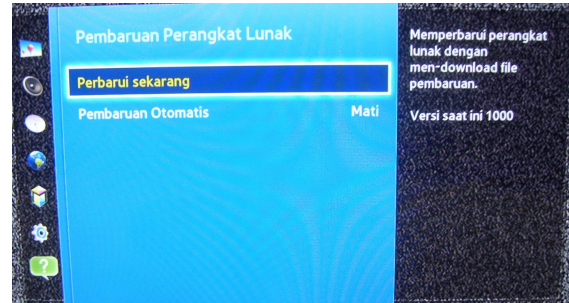 Pembaruan Perangkat Lunak
Perbarui sekarang
Pembaruan Otomatis Mati
Memperbarui perangkat
lunak dengan
men-download file
pembaruan.
Versi saat ini 1000